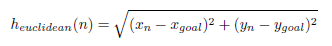 h_{euclidean}(n) = \sqrt{(x_n - x_{goal})^2 + (y_n - y_{goal})^2}